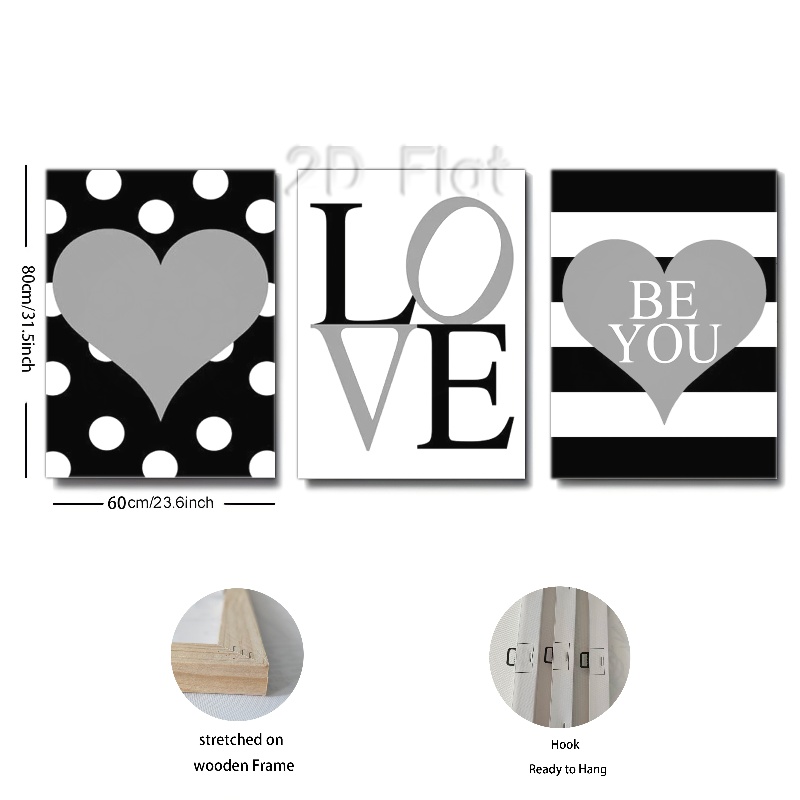 2D Flat
LO
VE
BE
YOU
80cm/31.5inch
60cm/23.6inch
stretched on
wooden Frame
Hook
Ready to Hang